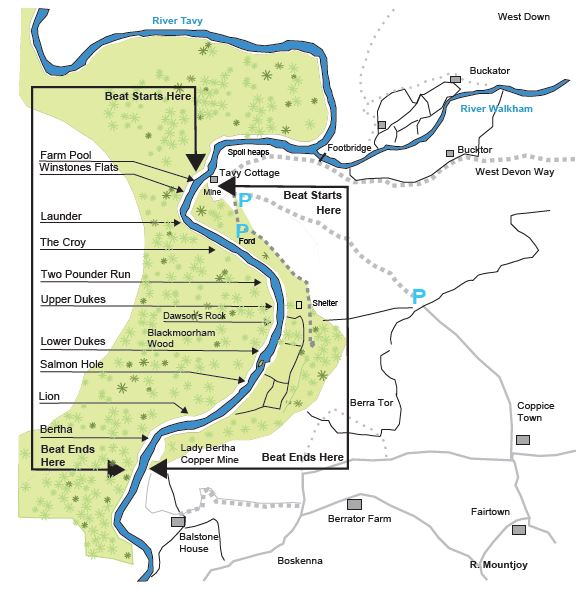 River Tavy
West Down
Buckator
River Walkham
Beat Starts Here
Footbridge
Spoil heaps
Bucktor
Farm Pool
Winstones Flats
Tavy Cottage
West Devon Way
Mine
Beat Starts
Here
P
Launder
P
The Croy
Ford
Two Pounder Run
P
Upper Dukes
Shelter
Dawson's Rook
Blackmoorham
Wood
Lower Dukes
Salmon Hole
Lion
Berra Tor
Coppice
Town
Bertha
Beat Ends
Here
Lady Bertha
Copper Mine
Beat Ends Here
Fairtown
Berrator Farm
Balstone
House
Boskenna
R. Mountjoy